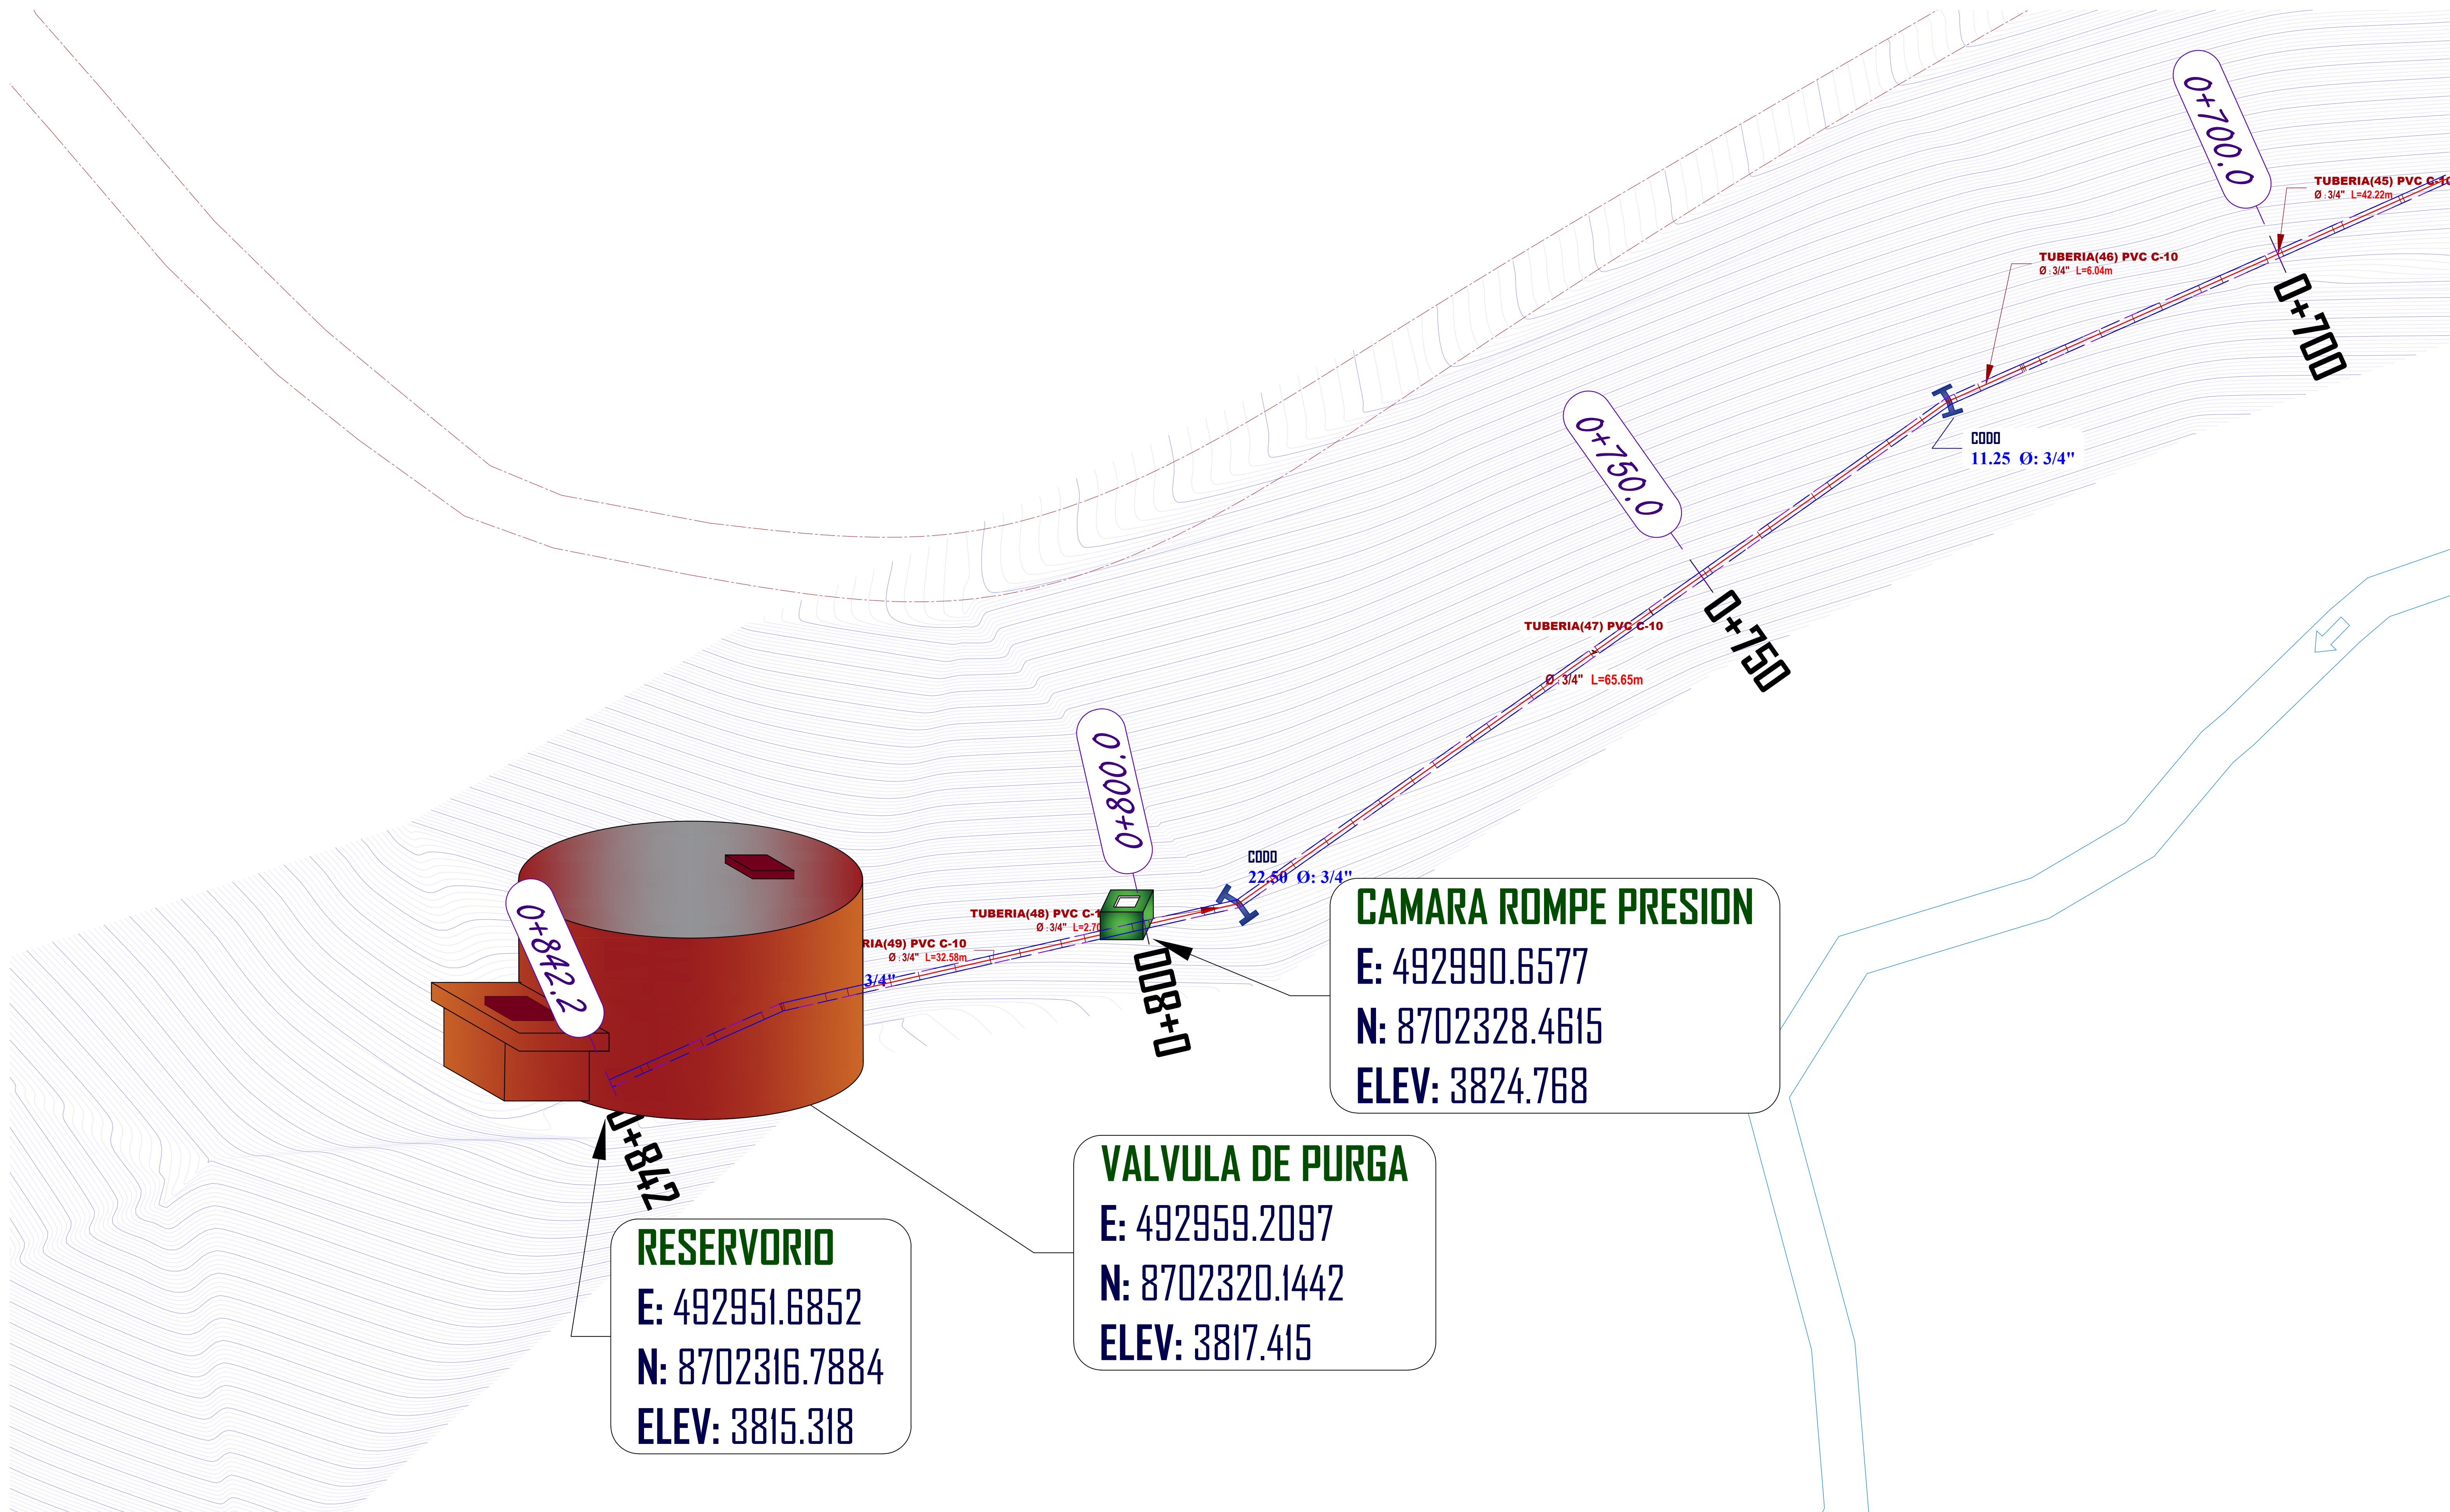 0+700.0
TUBERIA(45) PVC C-10
Ø : 3/4" L=42.22m
0+700
TUBERIA(46) PVC C-10
Ø : 3/4" L=6.04m
CODO
11.25 Ø: 3/4"
0+750.0
0+750
TUBERIA(47) PVC C-10
Ø : 3/4" L=65.65m
0+800.0
0+800
CODO
22.50 Ø: 3/4"
TUBERIA(48) PVC C-1
Ø : 3/4" L=2.70
RIA(49) PVC C-10
Ø : 3/4" L=32.58m
3/4"
0+842.2
0+842
CAMARA ROMPE PRESION
E: 492990.6577
N: 8702328.4615
ELEV: 3824.768
VALVULA DE PURGA
E: 492959.2097
N: 8702320.1442
ELEV: 3817.415
RESERVORIO
E: 492951.6852
N: 8702316.7884
ELEV: 3815.318